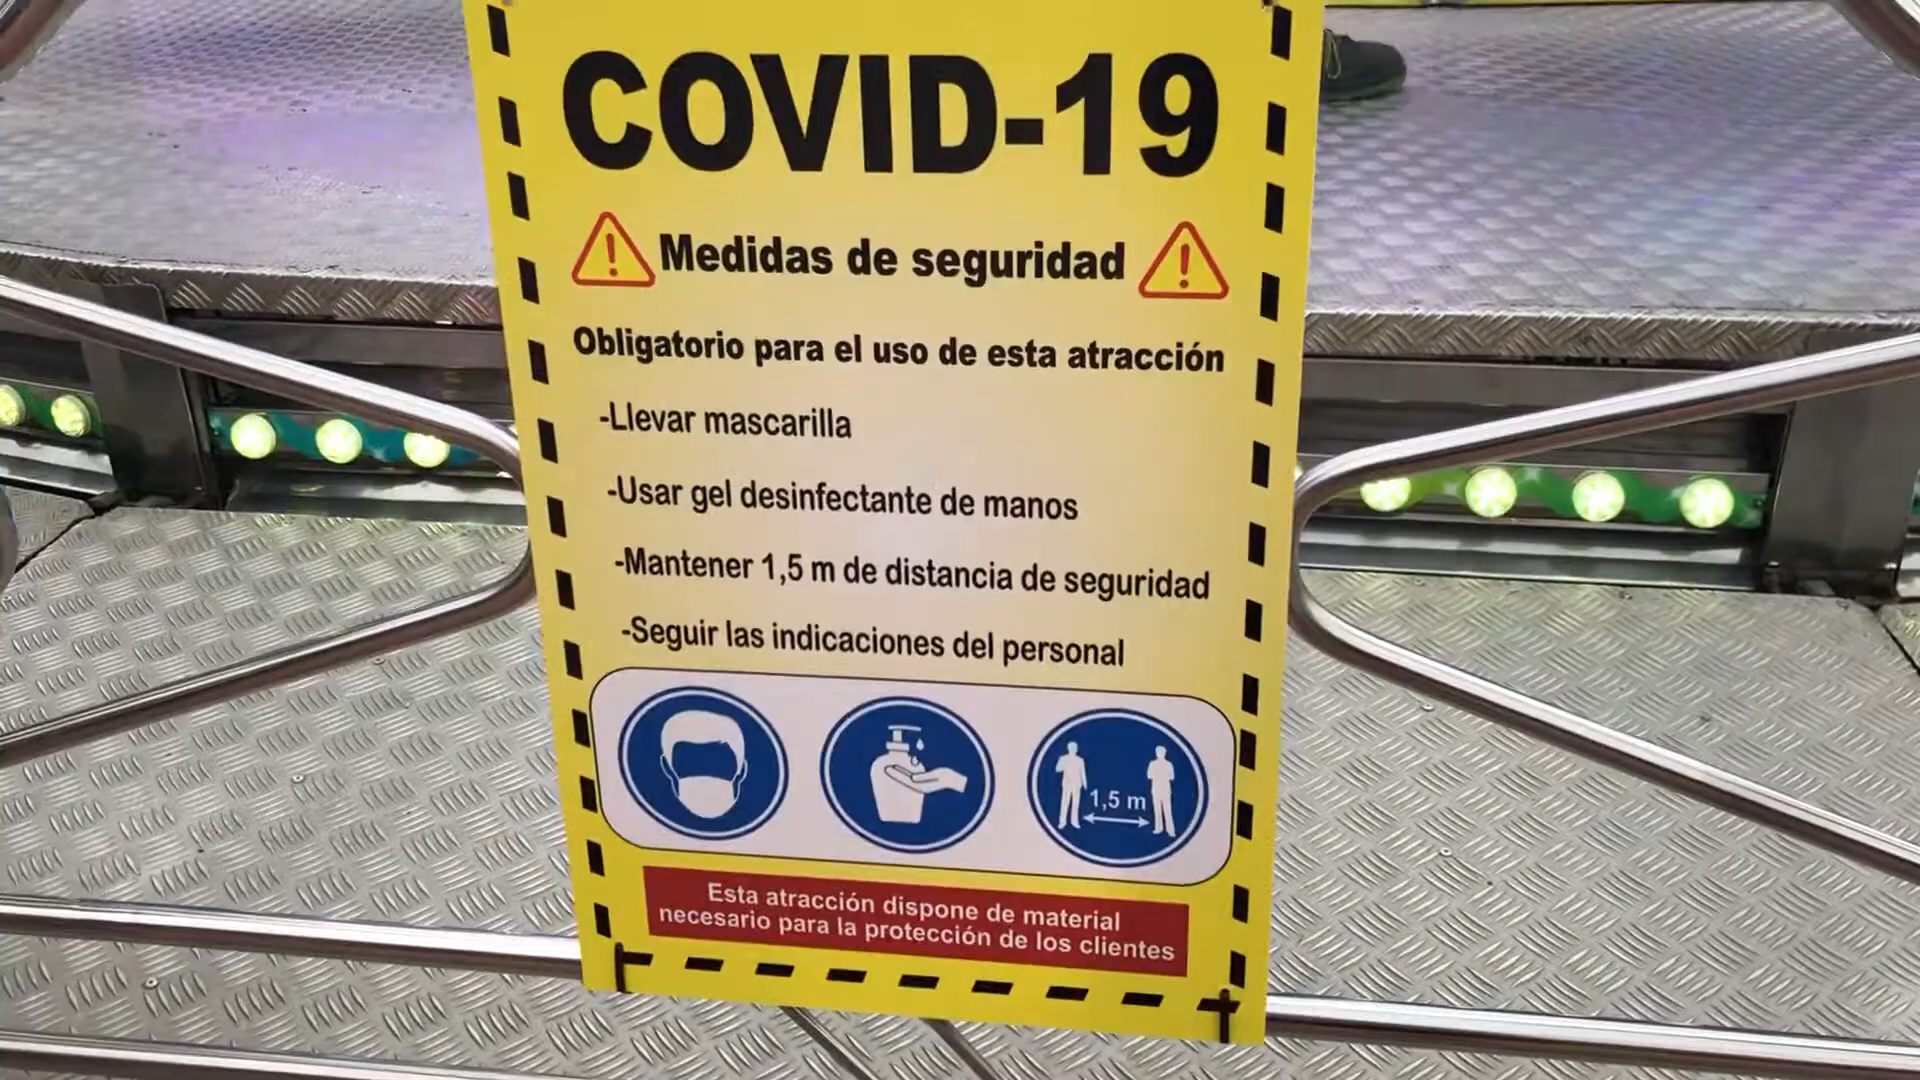 COVID-19
Medidas de seguridad
Obligatorio para el uso de esta atracción
-Llevar mascarilla
-Usar gel desinfectante de manos
-Mantener 1,5 m de distancia de seguridad
-Seguir las indicaciones del personal
1,5 m
Esta atracción dispone de material
necesario para la protección de los clientes